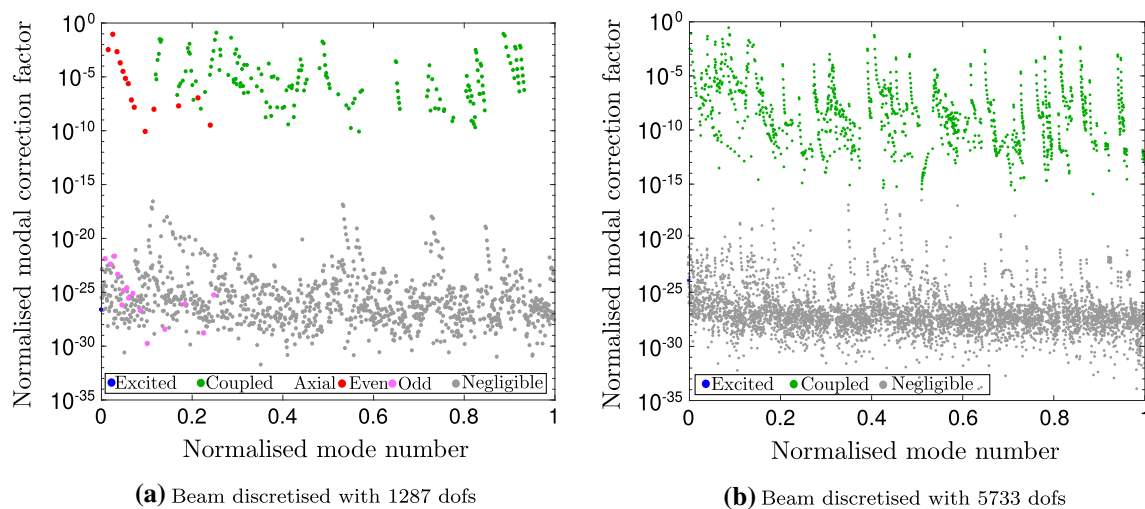 Normalised modal correction factor
10^0
10^-5
10^-10
10^-15
10^-20
10^-25
10^-30
10^-35
Excited Coupled Axial Even Odd Negligible
0 0.2 0.4 0.6 0.8 1
Normalised mode number
(a) Beam discretised with 1287 dofs
Normalised modal correction factor
10^0
10^-5
10^-10
10^-15
10^-20
10^-25
10^-30
10^-35
Excited Coupled Negligible
0 0.2 0.4 0.6 0.8 1
Normalised mode number
(b) Beam discretised with 5733 dofs